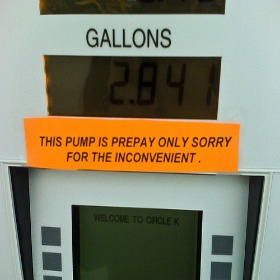 GALLONS
2.841
THIS PUMP IS PREPAY ONLY SORRY
FOR THE INCONVENIENT .
WELCOME TO CIRCLE K